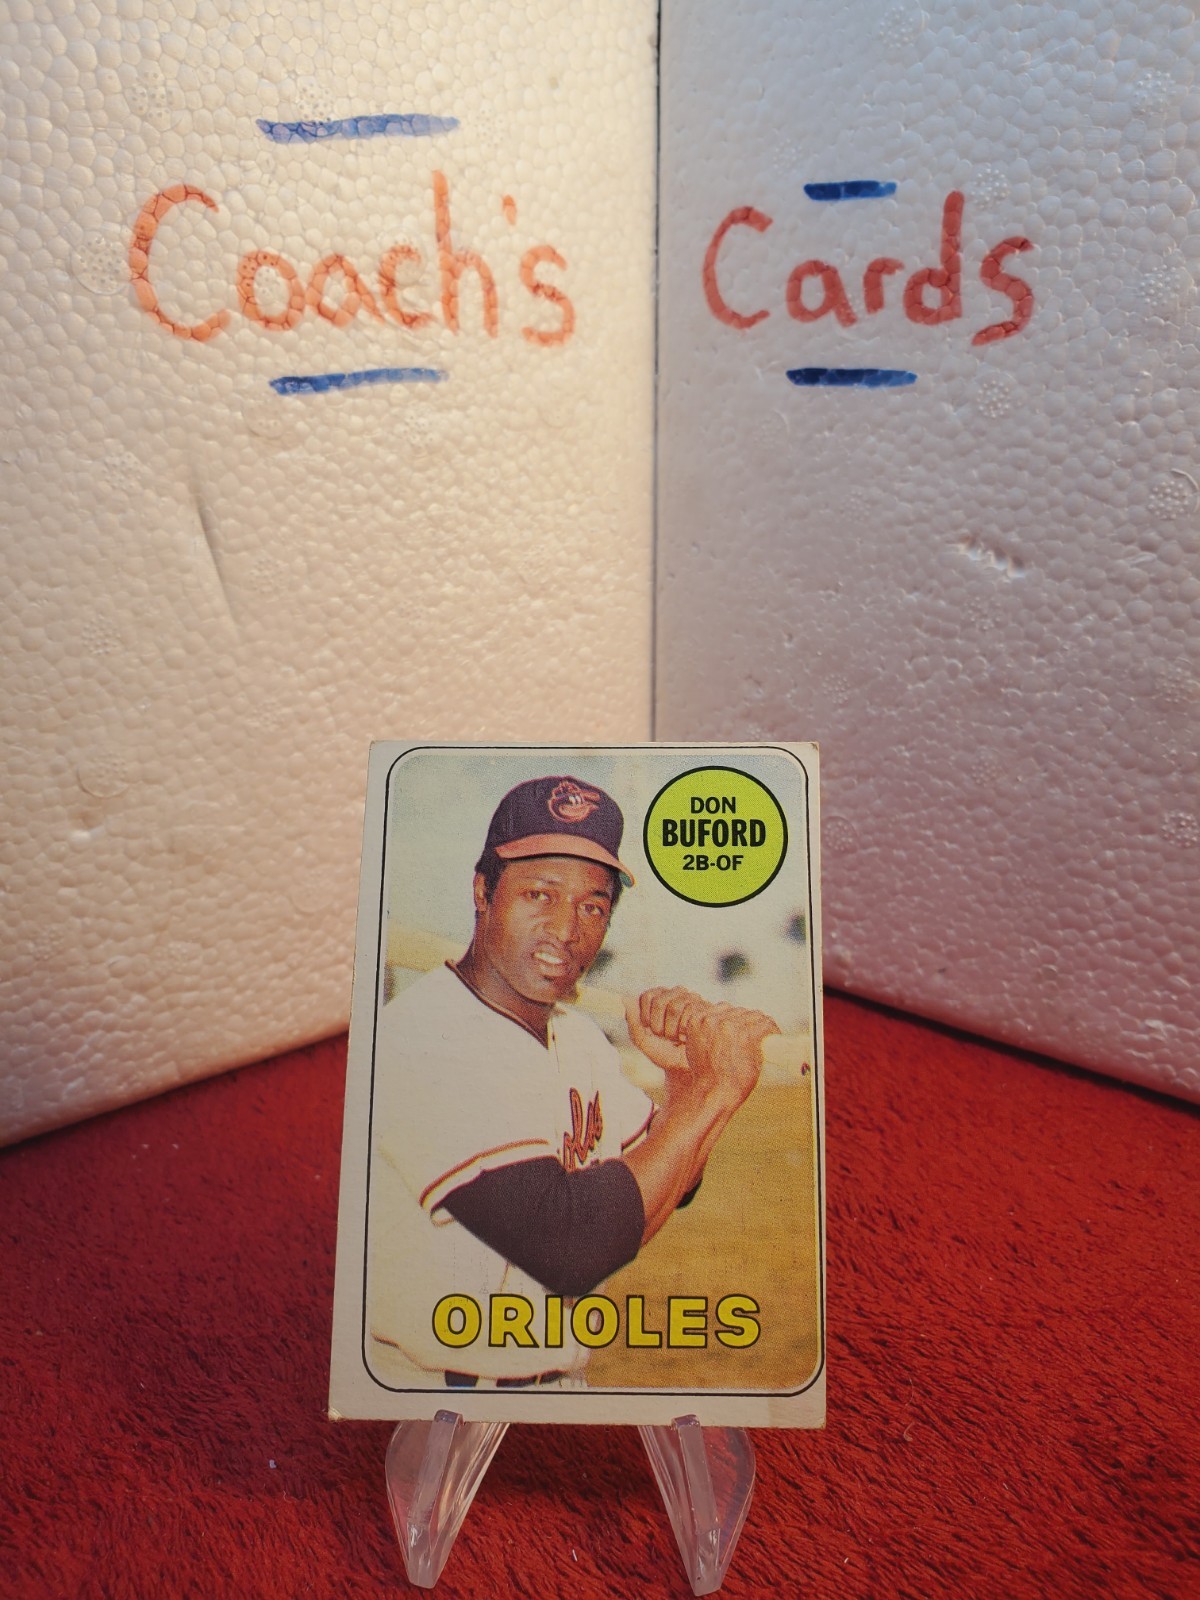 Coach's Cards
DON
BUFORD
2B-OF
ORIOLES